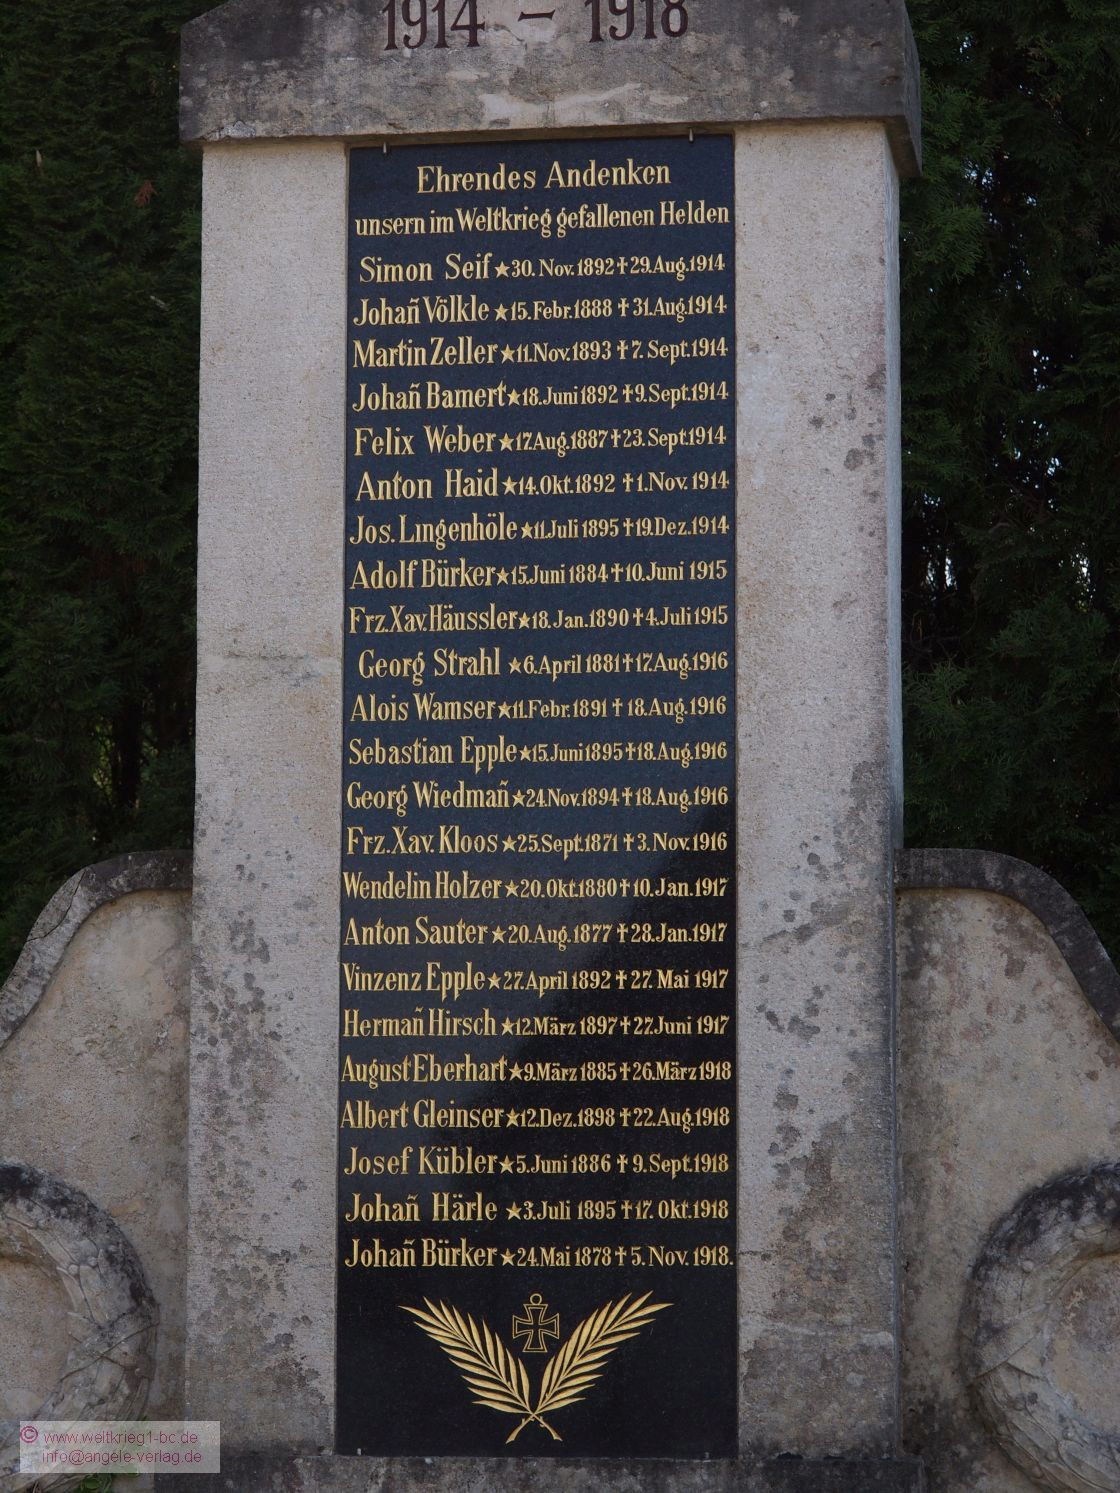 1914 – 1918
Ehrendes Andenken
unsern im Weltkrieg gefallenen Helden
Simon Seif ★ 30. Nov. 1892 ✝ 29. Aug. 1914
Johañ Völkle ★ 15. Febr. 1888 ✝ 31. Aug. 1914
Martin Zeller ★ 11. Nov. 1893 ✝ 7. Sept. 1914
Johañ Bamert ★ 18. Juni 1892 ✝ 9. Sept. 1914
Felix Weber ★ 17. Aug. 1887 ✝ 23. Sept. 1914
Anton Haid ★ 14. Okt. 1892 ✝ 1. Nov. 1914
Jos. Lingenhöle ★ 11. Juli 1895 ✝ 19. Dez. 1914
Adolf Bürker ★ 15. Juni 1884 ✝ 10. Juni 1915
Frz. Xav. Häussler ★ 18. Jan. 1890 ✝ 4. Juli 1915
Georg Strahl ★ 6. April 1881 ✝ 17. Aug. 1916
Alois Wamser ★ 11. Febr. 1891 ✝ 18. Aug. 1916
Sebastian Epple ★ 15. Juni 1895 ✝ 18. Aug. 1916
Georg Wiedmañ ★ 24. Nov. 1894 ✝ 18. Aug. 1916
Frz. Xav. Kloos ★ 25. Sept. 1871 ✝ 3. Nov. 1916
Wendelin Holzer ★ 20. Okt. 1880 ✝ 10. Jan. 1917
Anton Sauter ★ 20. Aug. 1877 ✝ 28. Jan. 1917
Vinzenz Epple ★ 27. April 1892 ✝ 27. Mai 1917
Hermañ Hirsch ★ 12. März 1897 ✝ 27. Juni 1917
August Eberhart ★ 9. März 1885 ✝ 26. März 1918
Albert Gleinser ★ 12. Dez. 1898 ✝ 22. Aug. 1918
Josef Kübler ★ 5. Juni 1886 ✝ 9. Sept. 1918
Johañ Härle ★ 3. Juli 1895 ✝ 17. Okt. 1918
Johañ Bürker ★ 24. Mai 1878 ✝ 5. Nov. 1918.
© www.weltkrieg1-bc.de
info@angele-verlag.de